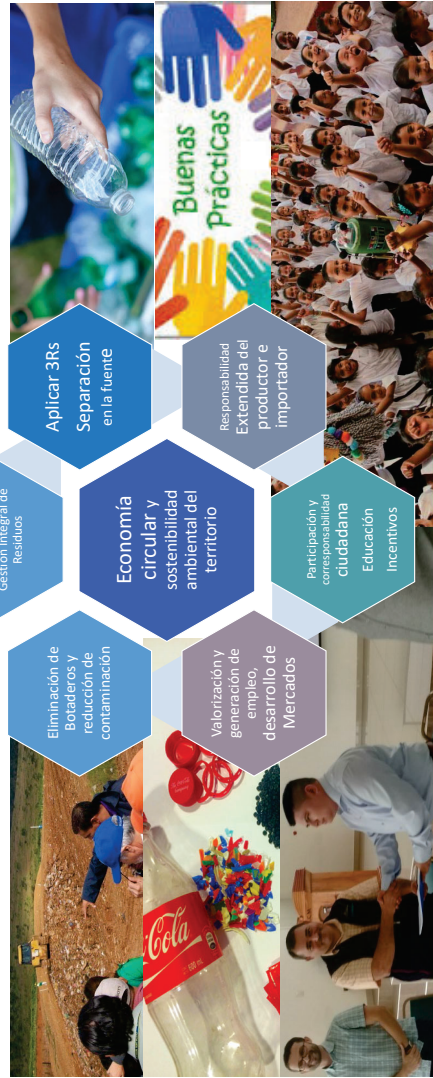 Gestión Integral de
Residuos
Aplicar 3Rs
Separación
en la fuente
Responsabilidad
Extendida del
productor e
importador
Participación y
corresponsabilidad
ciudadana
Educación
Incentivos
Valorización y
generación de
empleo,
desarrollo de
Mercados
Eliminación de
Botaderos y
reducción de
contaminación
Economía
circular y
sostenibilidad
ambiental del
territorio
Buenas
Prácticas
Cola
600 mL